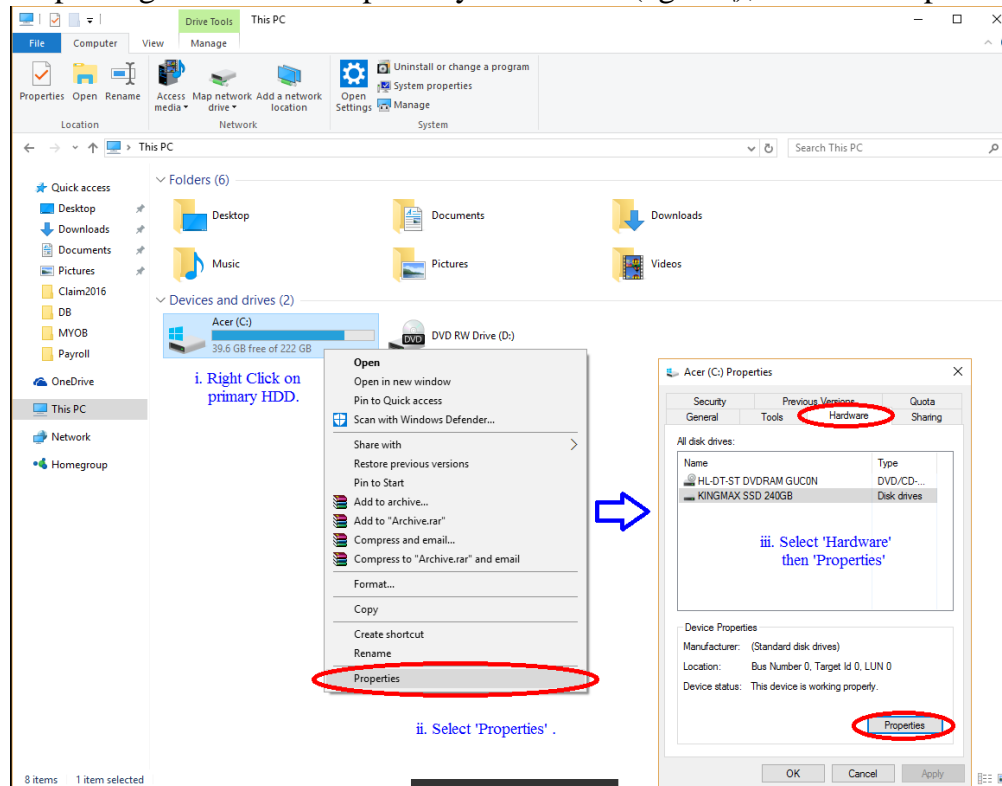 Drive Tools This PC
File Computer View Manage
Properties Open Rename
Access media Map network drive Add a network location
Open Settings
Uninstall or change a program
System properties
Manage
Location Network System
This PC
Search This PC
Quick access
Desktop
Downloads
Documents
Pictures
Claim2016
DB
MYOB
Payroll
OneDrive
This PC
Network
Homegroup
Folders (6)
Desktop Documents Downloads
Music Pictures Videos
Devices and drives (2)
Acer (C:)
39.6 GB free of 222 GB
DVD
DVD RW Drive (D:)
i. Right Click on
primary HDD.
Open
Open in new window
Pin to Quick access
Scan with Windows Defender...
Share with
Restore previous versions
Pin to Start
Add to archive...
Add to "Archive.rar"
Compress and email...
Compress to "Archive.rar" and email
Format...
Copy
Create shortcut
Rename
Properties
ii. Select 'Properties' .
Acer (C:) Properties
Security Previous Versions Quota
General Tools Hardware Sharing
All disk drives:
Name Type
HL-DT-ST DVDRAM GUC0N DVD/CD-...
KINGMAX SSD 240GB Disk drives
iii. Select 'Hardware'
then 'Properties'
Device Properties
Manufacturer: (Standard disk drives)
Location: Bus Number 0, Target Id 0, LUN 0
Device status: This device is working properly.
Properties
OK Cancel Apply
8 items 1 item selected